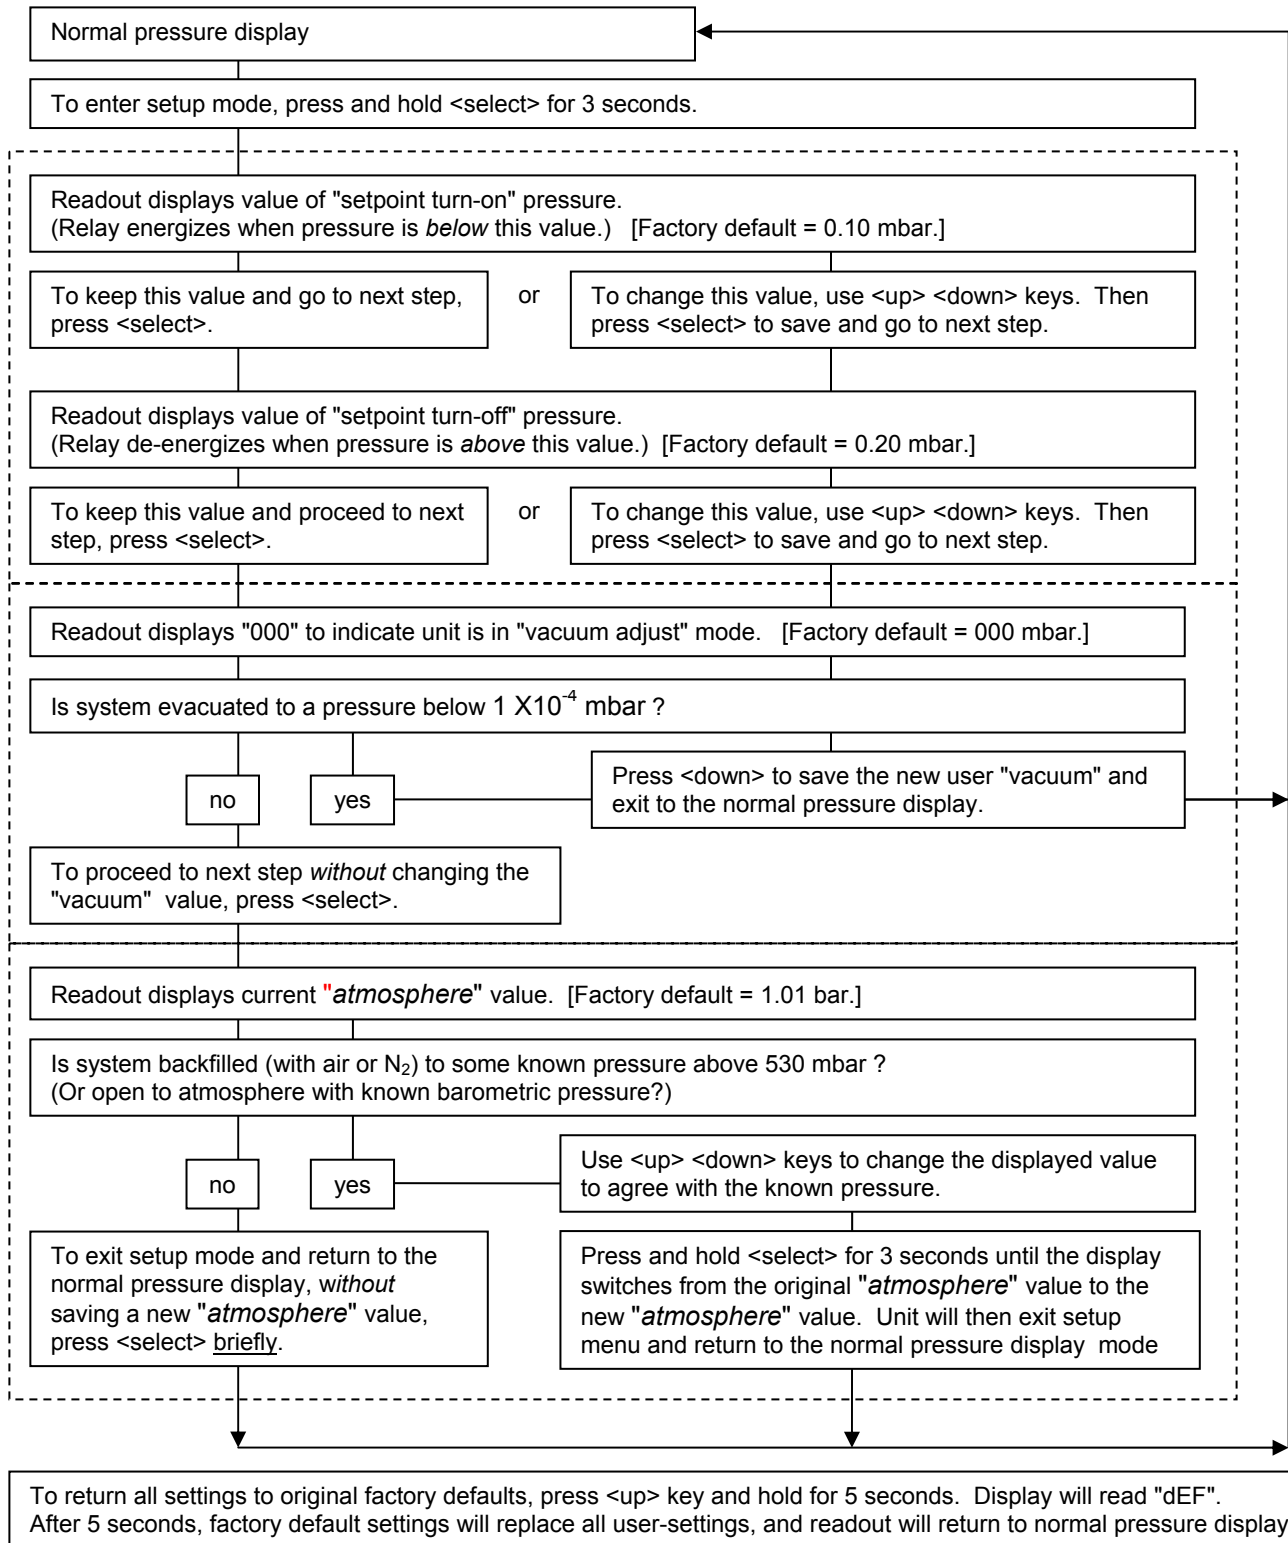 Normal pressure display
To enter setup mode, press and hold <select> for 3 seconds.
Readout displays value of "setpoint turn-on" pressure.
(Relay energizes when pressure is below this value.) [Factory default = 0.10 mbar.]
To keep this value and go to next step,
press <select>.
or
To change this value, use <up> <down> keys. Then
press <select> to save and go to next step.
Readout displays value of "setpoint turn-off" pressure.
(Relay de-energizes when pressure is above this value.) [Factory default = 0.20 mbar.]
To keep this value and proceed to next
step, press <select>.
or
To change this value, use <up> <down> keys. Then
press <select> to save and go to next step.
Readout displays "000" to indicate unit is in "vacuum adjust" mode. [Factory default = 000 mbar.]
Is system evacuated to a pressure below 1 X10⁻⁴ mbar ?
no
yes
Press <down> to save the new user "vacuum" and
exit to the normal pressure display.
To proceed to next step without changing the
"vacuum" value, press <select>.
Readout displays current "atmosphere" value. [Factory default = 1.01 bar.]
Is system backfilled (with air or N₂) to some known pressure above 530 mbar ?
(Or open to atmosphere with known barometric pressure?)
no
yes
Use <up> <down> keys to change the displayed value
to agree with the known pressure.
To exit setup mode and return to the
normal pressure display, without
saving a new "atmosphere" value,
press <select> briefly.
Press and hold <select> for 3 seconds until the display
switches from the original "atmosphere" value to the
new "atmosphere" value. Unit will then exit setup
menu and return to the normal pressure display mode
To return all settings to original factory defaults, press <up> key and hold for 5 seconds. Display will read "dEF".
After 5 seconds, factory default settings will replace all user-settings, and readout will return to normal pressure display